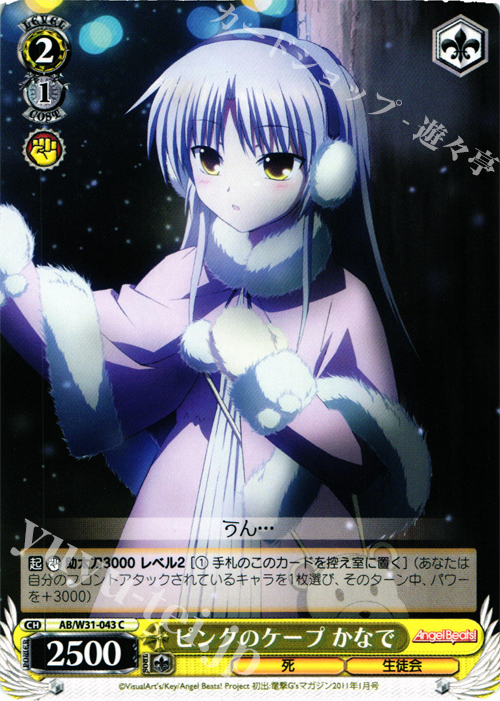 LEVEL
2
1
COST
カードショップ - 遊々亭
うん…
起 助太刀3000 レベル2 [① 手札のこのカードを控え室に置く] (あなたは
自分のフロントアタックされているキャラを1枚選び、そのターン中、パワー
を+3000)
yuyu-tei.jp
CH AB/W31-043 C
ピンクのケープ かなで
Angel Beats!
POWER 2500 SOUL
死 生徒会
©VisualArt's/Key/Angel Beats! Project 初出:電撃G'sマガジン2011年1月号